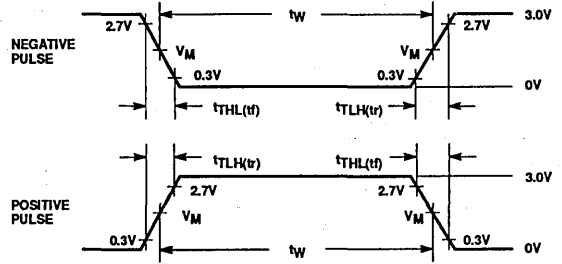 tW
3.0V
2.7V
2.7V
NEGATIVE
PULSE
VM
VM
0.3V
0.3V
0V
tTHL(tf)
tTLH(tr)
tTLH(tr)
tTHL(tf)
3.0V
2.7V
2.7V
POSITIVE
PULSE
VM
VM
0.3V
0.3V
tW
0V